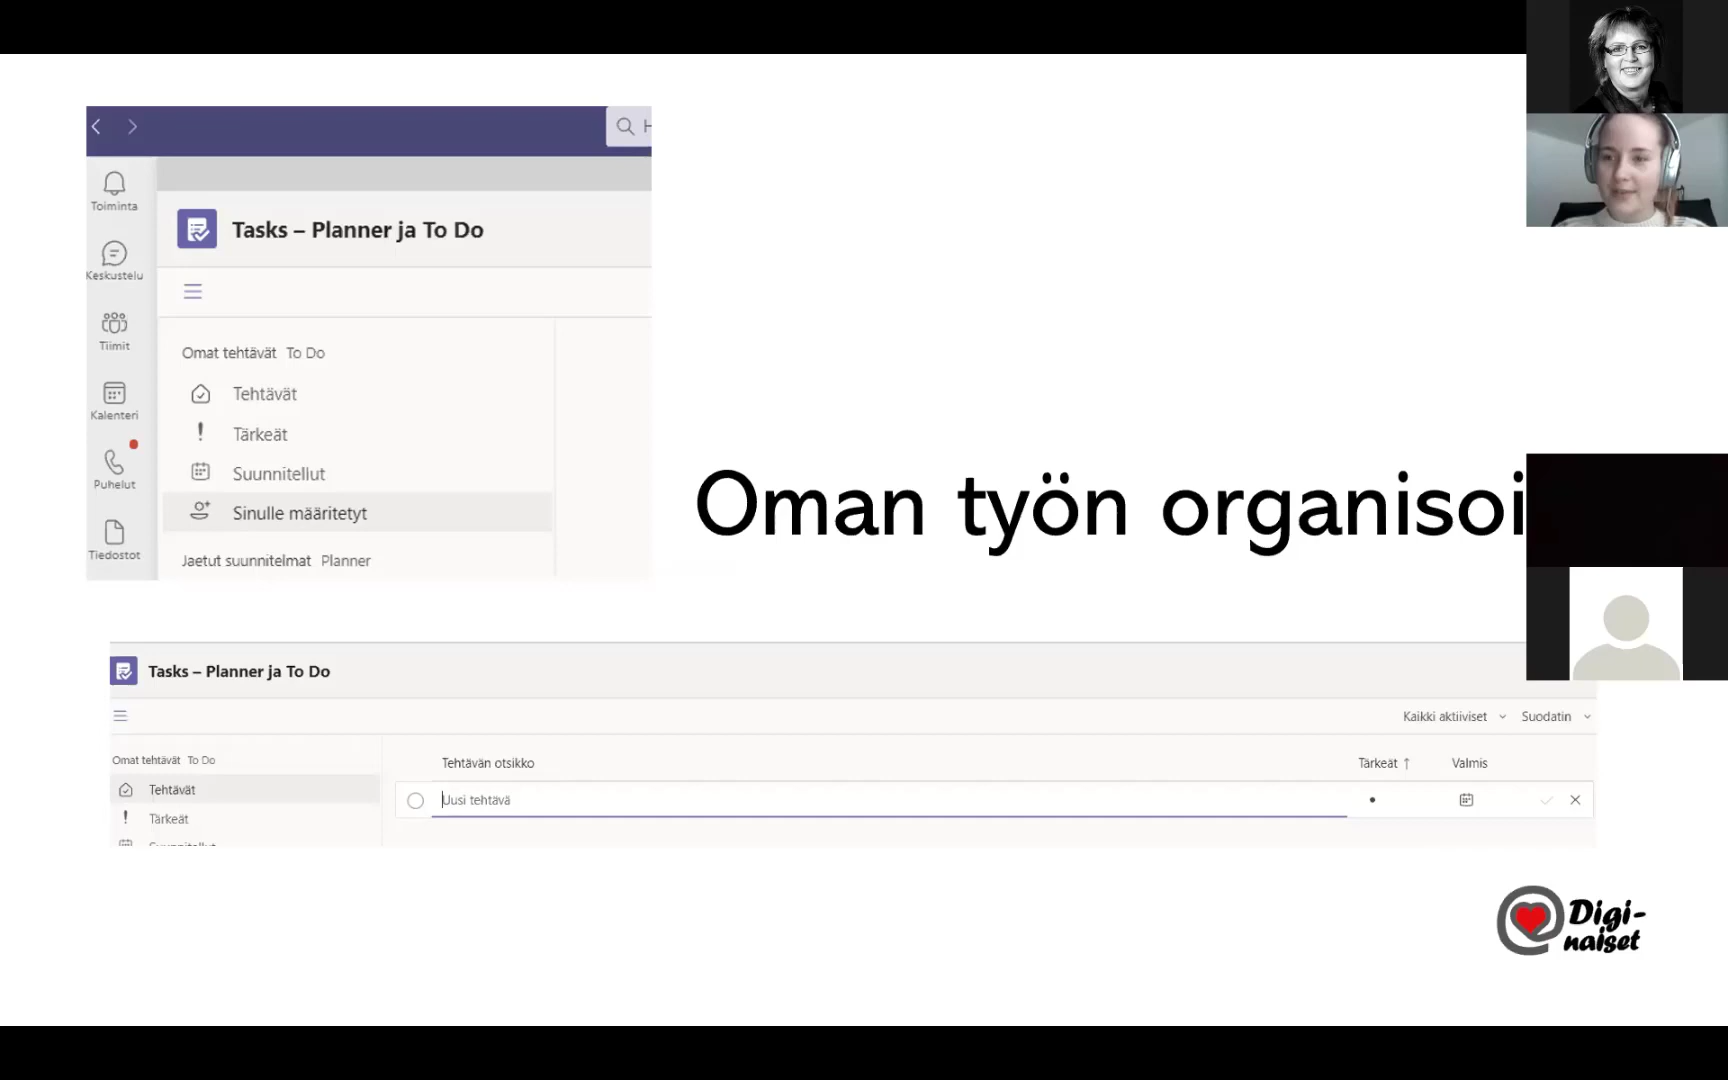 H
Toiminta
Keskustelu
Tiimit
Kalenteri
Puhelut
Tiedostot
Tasks – Planner ja To Do
Omat tehtävät To Do
Tehtävät
Tärkeät
Suunnitellut
Sinulle määritetyt
Jaetut suunnitelmat Planner
Oman työn organisoi
Tasks – Planner ja To Do
Kaikki aktiiviset Suodatin
Omat tehtävät To Do
Tehtävän otsikko Tärkeät ↑ Valmis
Tehtävät
Uusi tehtävä
Tärkeät
Suunnitellut
Digi-
naiset